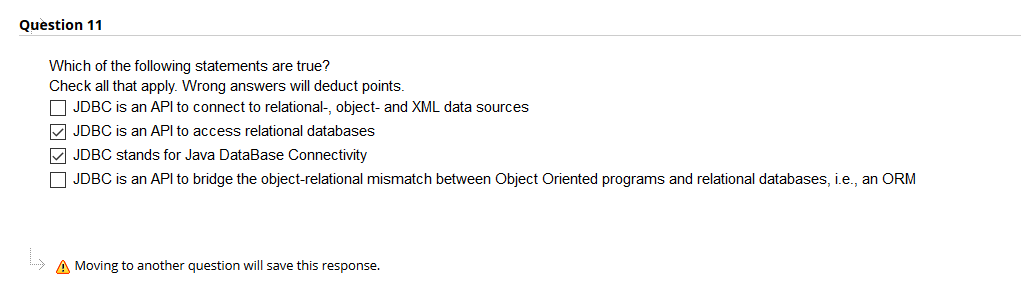 Question 11
Which of the following statements are true?
Check all that apply. Wrong answers will deduct points.
JDBC is an API to connect to relational-, object- and XML data sources
JDBC is an API to access relational databases
JDBC stands for Java DataBase Connectivity
JDBC is an API to bridge the object-relational mismatch between Object Oriented programs and relational databases, i.e., an ORM
Moving to another question will save this response.